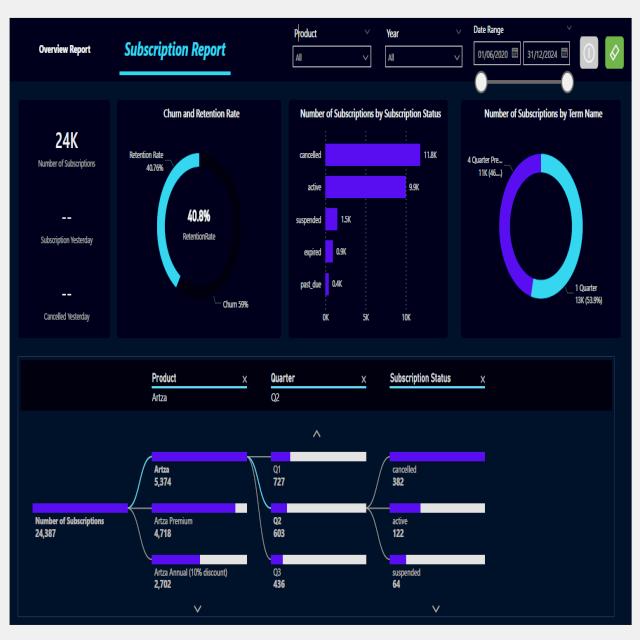 Overview Report
Subscription Report
Product
All
Year
All
Date Range
01/06/2020
31/12/2024
24K
Number of Subscriptions
--
Subscription Yesterday
--
Cancelled Yesterday
Churn and Retention Rate
Retention Rate
40.76%
40.8%
RetentionRate
Churn 59%
Number of Subscriptions by Subscription Status
cancelled
11.8K
active
9.9K
suspended
1.5K
expired
0.9K
past_due
0.4K
0K
5K
10K
Number of Subscriptions by Term Name
4 Quarter Pre...
11K (46....)
1 Quarter
13K (53.9%)
Product X
Artza
Quarter X
Q2
Subscription Status X
Number of Subscriptions
24,387
Artza
5,374
Artza Premium
4,718
Artza Annual (10% discount)
2,702
Q1
727
Q2
603
Q3
436
cancelled
382
active
122
suspended
64